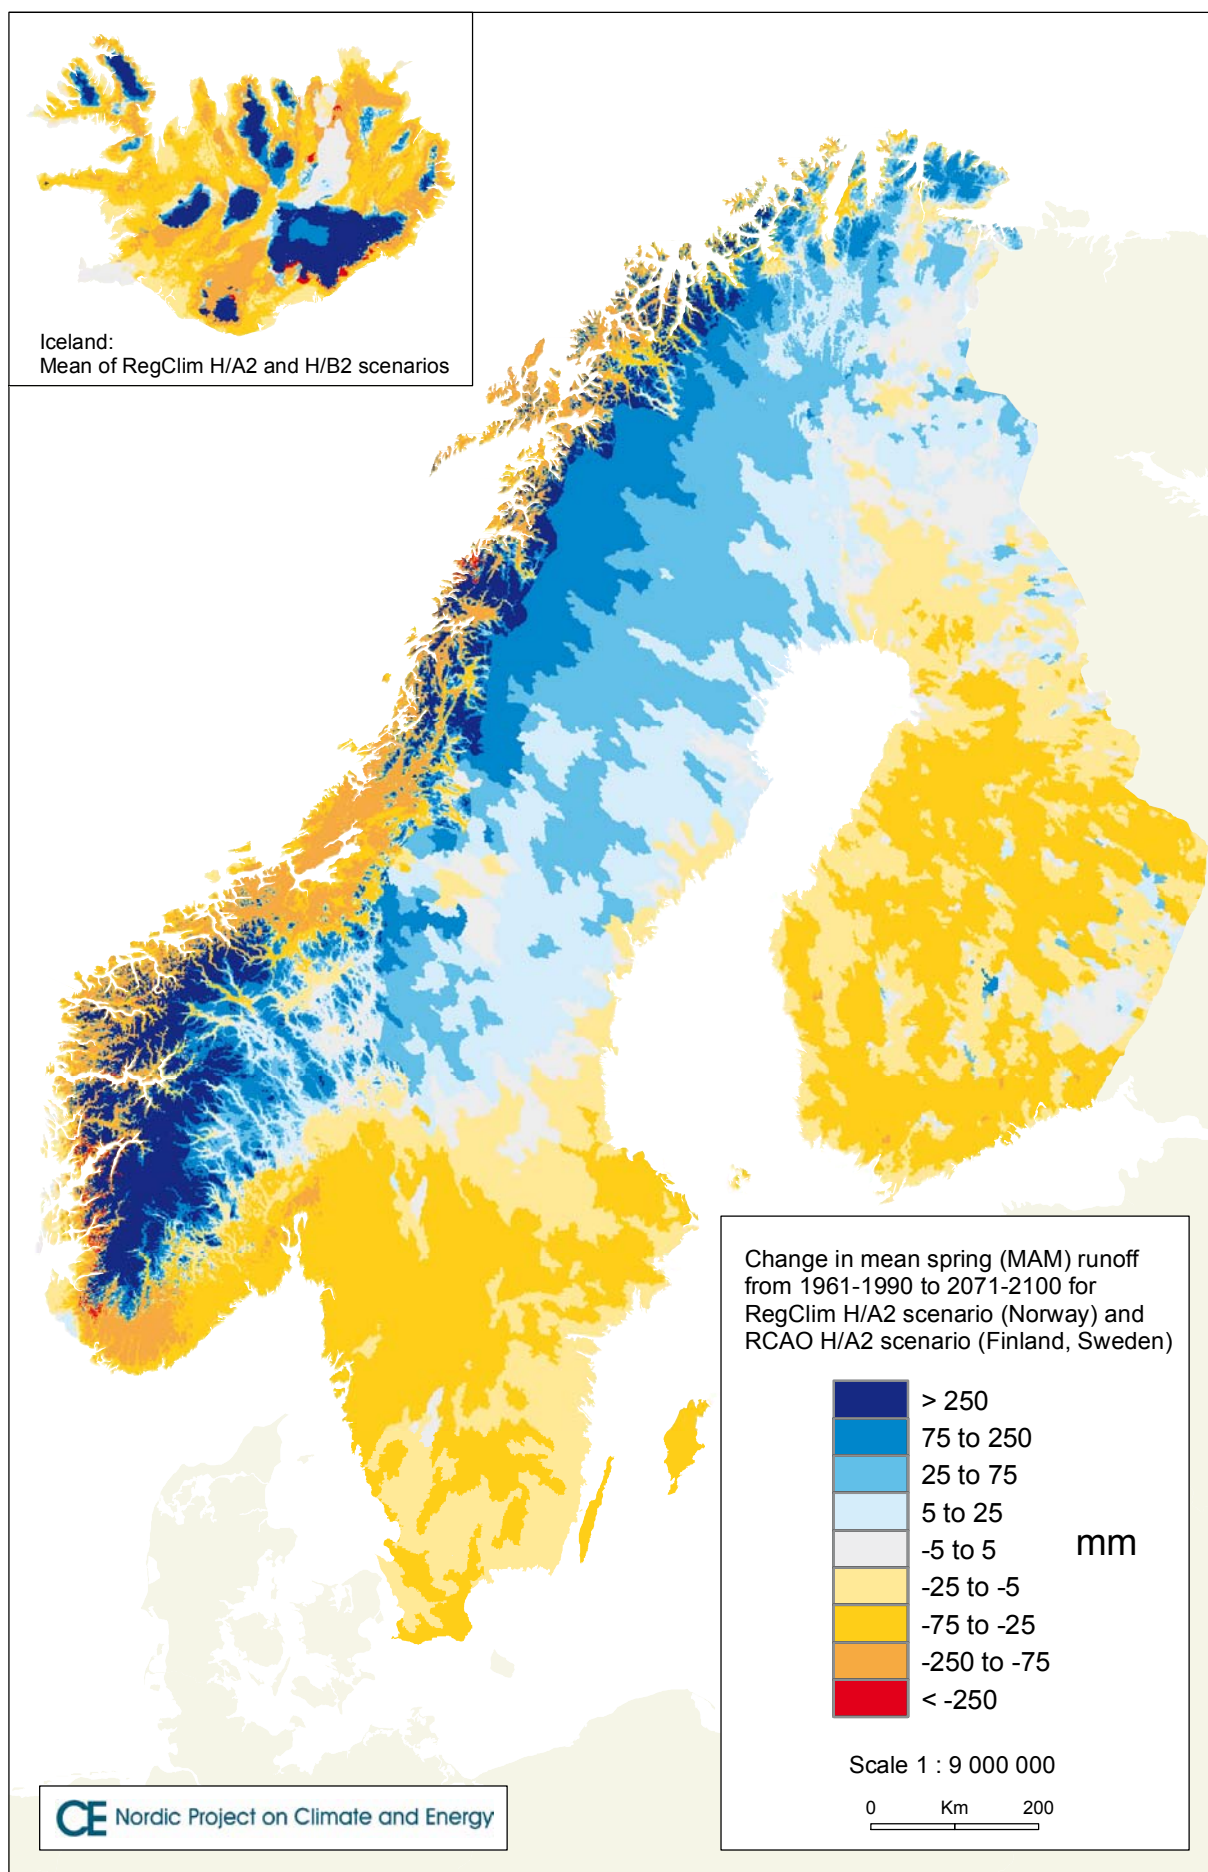 Iceland:
Mean of RegClim H/A2 and H/B2 scenarios
Change in mean spring (MAM) runoff
from 1961-1990 to 2071-2100 for
RegClim H/A2 scenario (Norway) and
RCAO H/A2 scenario (Finland, Sweden)
> 250
75 to 250
25 to 75
5 to 25
-5 to 5
mm
-25 to -5
-75 to -25
-250 to -75
< -250
Scale 1 : 9 000 000
0 Km 200
CE Nordic Project on Climate and Energy